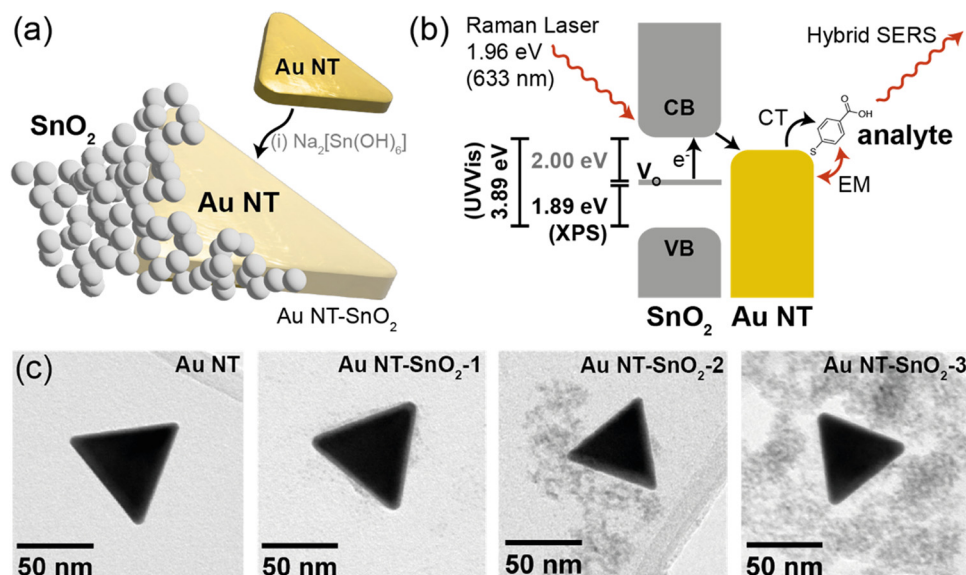 (a)
Au NT
SnO₂
(i) Na₂[Sn(OH)₆]
Au NT
Au NT-SnO₂
(b)
Raman Laser
1.96 eV
(633 nm)
Hybrid SERS
CB
CT
O
OH
analyte
S
EM
(UVVis)
3.89 eV
2.00 eV
V₀
e⁻
1.89 eV
(XPS)
VB
SnO₂
Au NT
(c)
Au NT
50 nm
Au NT-SnO₂-1
50 nm
Au NT-SnO₂-2
50 nm
Au NT-SnO₂-3
50 nm